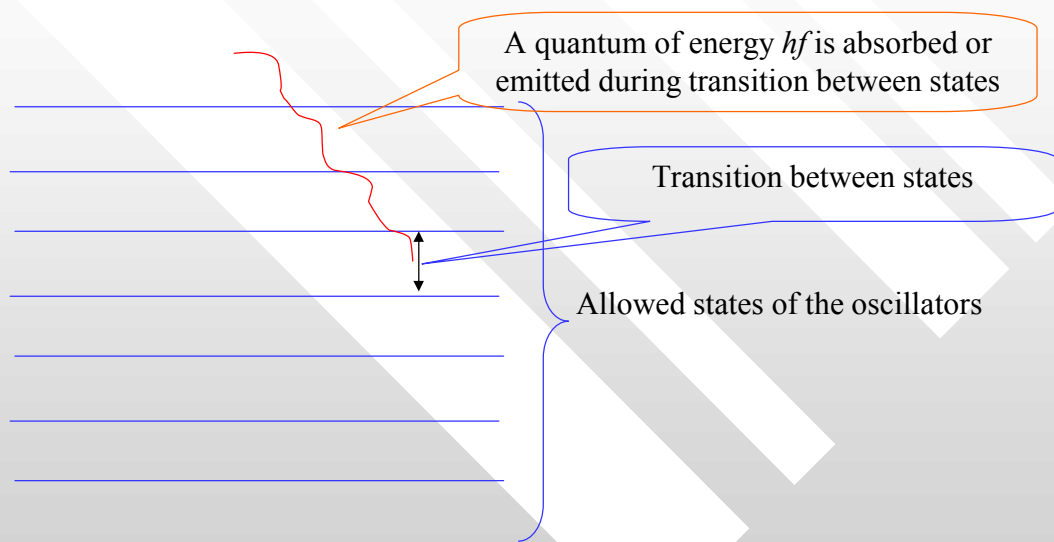 A quantum of energy hf is absorbed or
emitted during transition between states
Transition between states
Allowed states of the oscillators